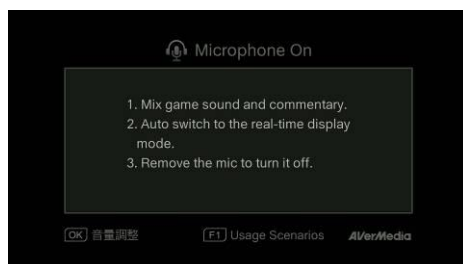 Microphone On
1. Mix game sound and commentary.
2. Auto switch to the real-time display
mode.
3. Remove the mic to turn it off.
OK 音量調整 F1 Usage Scenarios AVerMedia